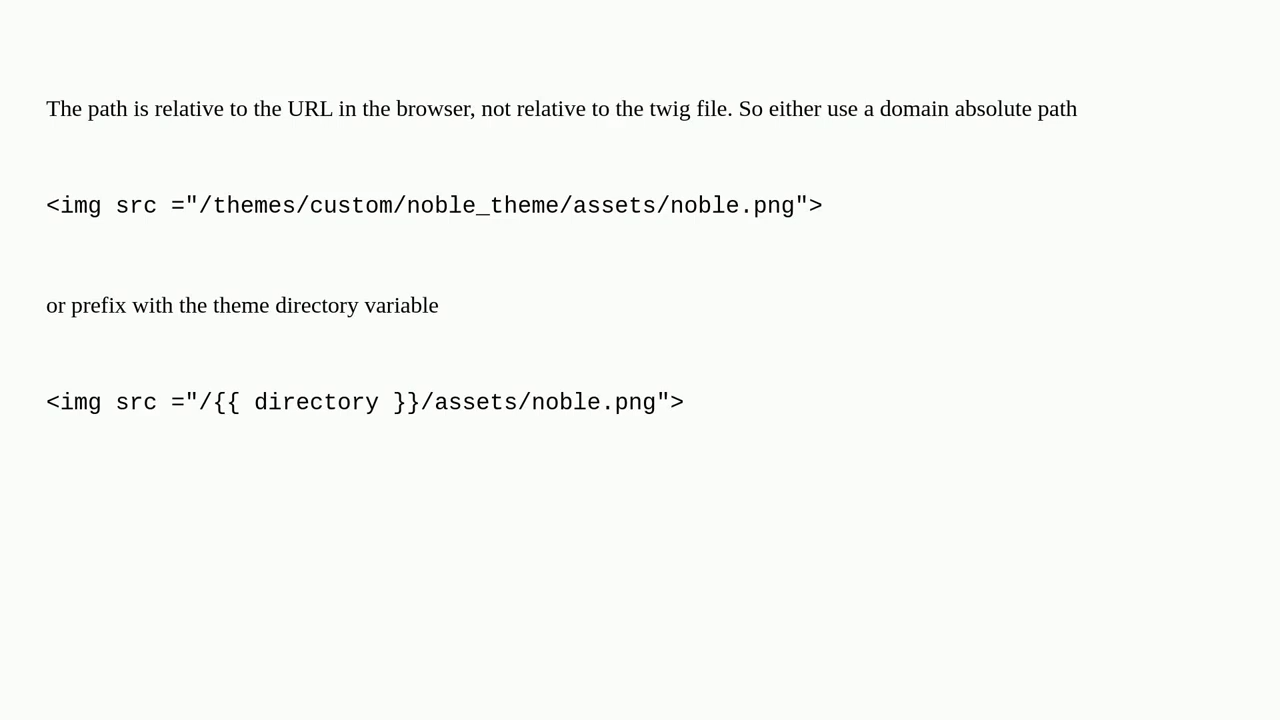 The path is relative to the URL in the browser, not relative to the twig file. So either use a domain absolute path
<img src ="/themes/custom/noble_theme/assets/noble.png">
or prefix with the theme directory variable
<img src ="/{{ directory }}/assets/noble.png">